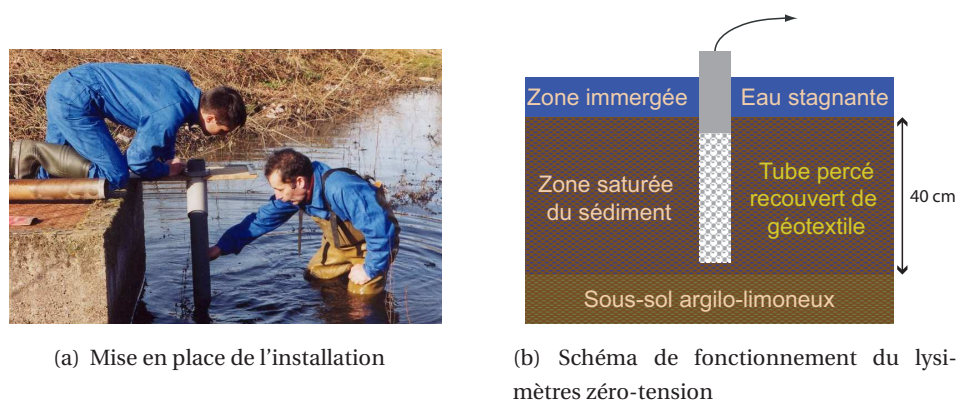 Zone immergée
Eau stagnante
Zone saturée
du sédiment
Tube percé
recouvert de
géotextile
40 cm
Sous-sol argilo-limoneux
(a) Mise en place de l'installation
(b) Schéma de fonctionnement du lysi-
mètres zéro-tension